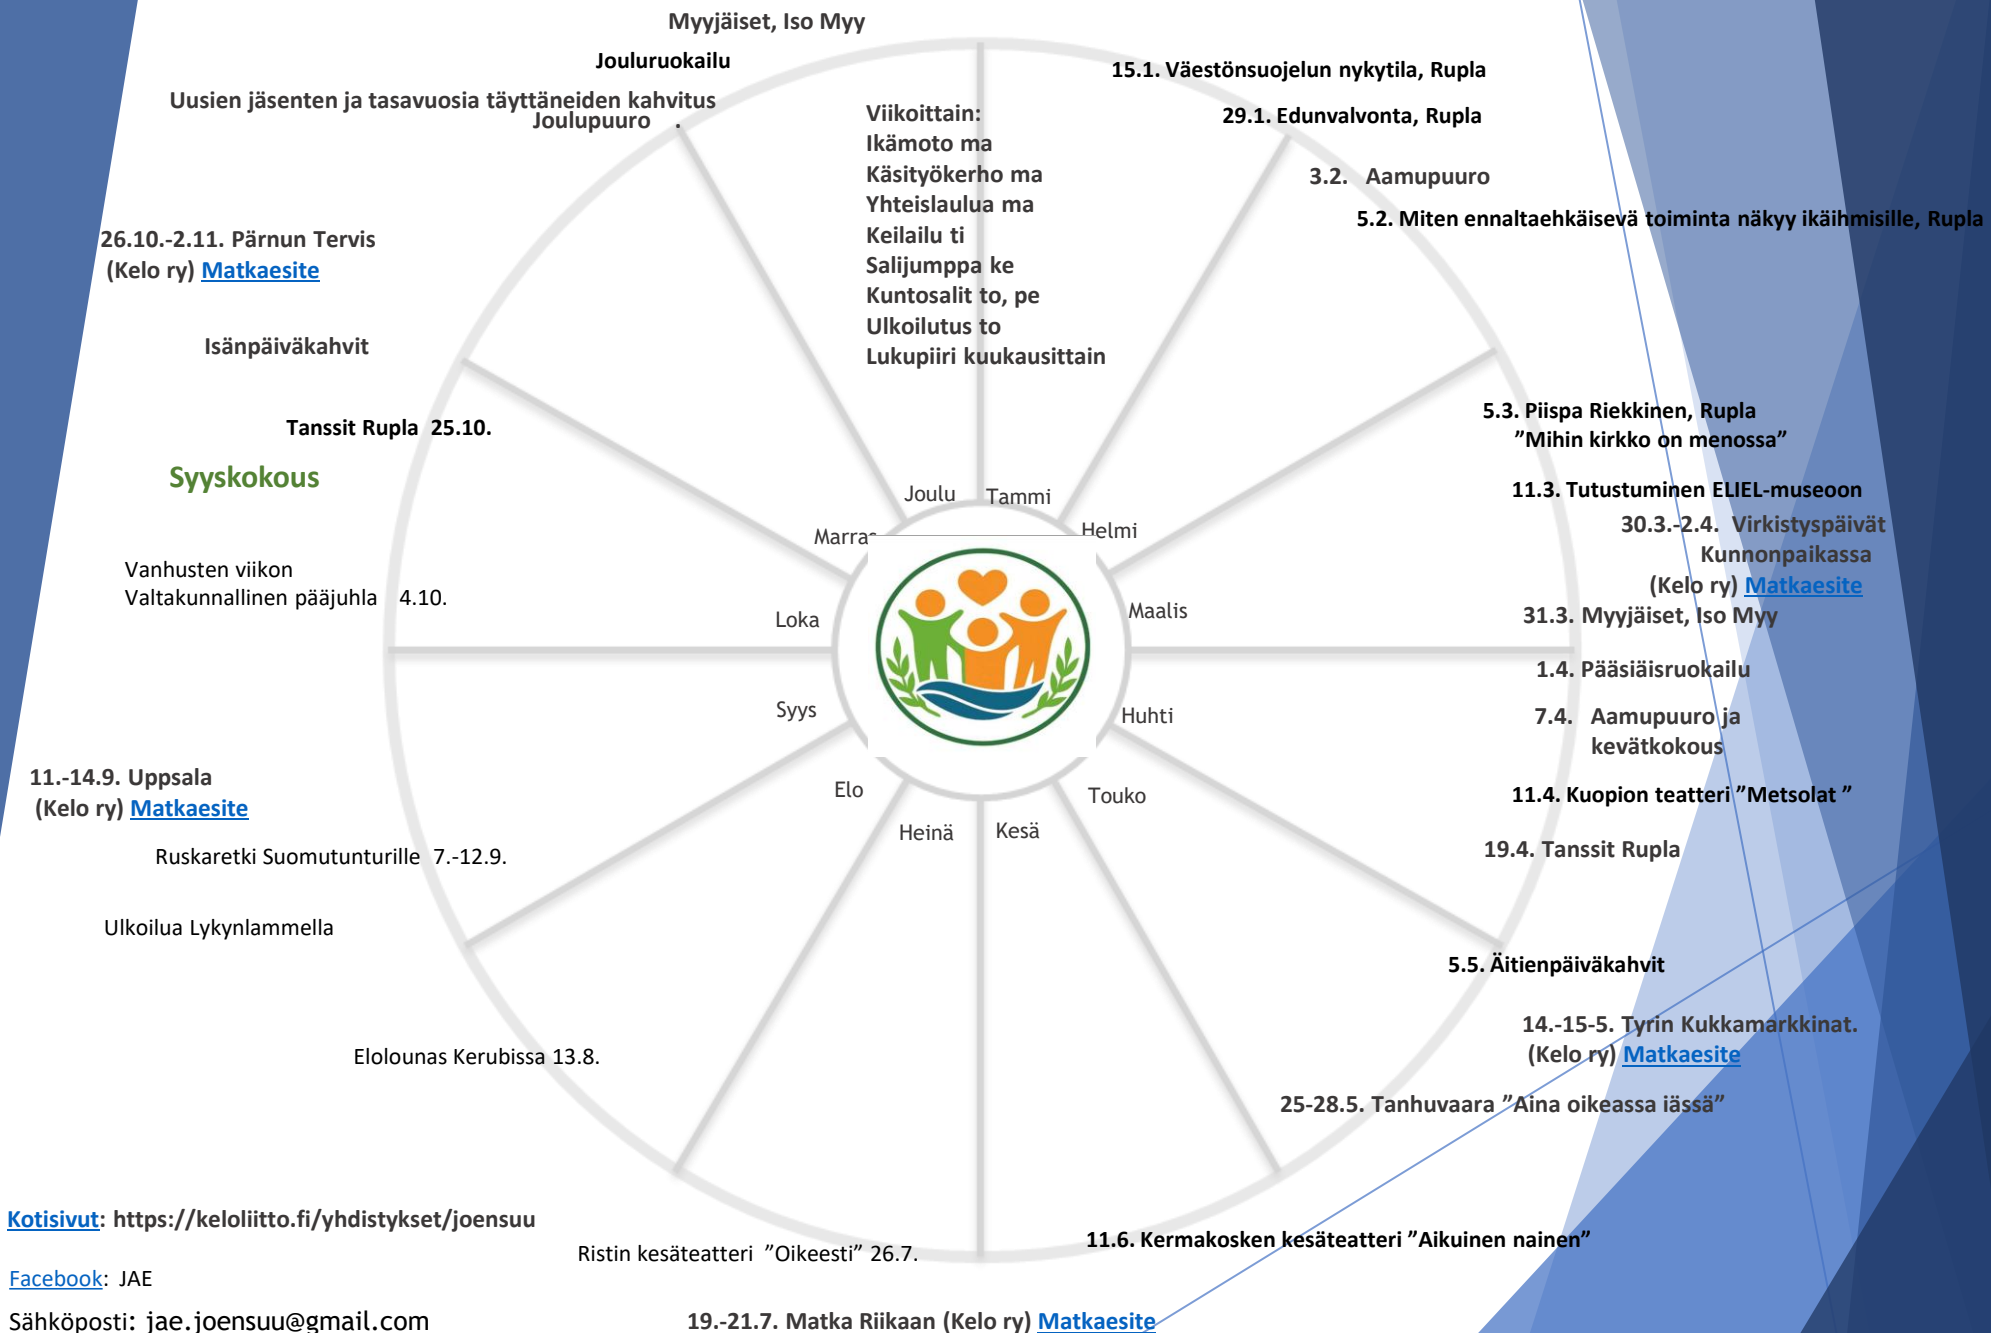 Myyjäiset, Iso Myy
Jouluruokailu
Uusien jäsenten ja tasavuosia täyttäneiden kahvitus
Joulupuuro .
15.1. Väestönsuojelun nykytila, Rupla
29.1. Edunvalvonta, Rupla
3.2. Aamupuuro
5.2. Miten ennaltaehkäisevä toiminta näkyy ikäihmisille, Rupla
Viikoittain:
Ikämoto ma
Käsityökerho ma
Yhteislaulua ma
Keilailu ti
Salijumppa ke
Kuntosalit to, pe
Ulkoilutus to
Lukupiiri kuukausittain
26.10.-2.11. Pärnun Tervis
(Kelo ry) Matkaesite
Isänpäiväkahvit
Tanssit Rupla 25.10.
Syyskokous
Vanhusten viikon
Valtakunnallinen pääjuhla 4.10.
5.3. Piispa Riekkinen, Rupla
”Mihin kirkko on menossa”
11.3. Tutustuminen ELIEL-museoon
30.3.-2.4. Virkistyspäivät
Kunnonpaikassa
(Kelo ry) Matkaesite
31.3. Myyjäiset, Iso Myy
1.4. Pääsiäisruokailu
7.4. Aamupuuro ja
kevätkokous
11.4. Kuopion teatteri ”Metsolat ”
19.4. Tanssit Rupla
Joulu
Tammi
Marras
Helmi
Loka
Maalis
Syys
Huhti
Elo
Touko
Heinä
Kesä
11.-14.9. Uppsala
(Kelo ry) Matkaesite
Ruskaretki Suomutunturille 7.-12.9.
Ulkoilua Lykynlammella
Elolounas Kerubissa 13.8.
5.5. Äitienpäiväkahvit
14.-15-5. Tyrin Kukkamarkkinat.
(Kelo ry) Matkaesite
25-28.5. Tanhuvaara ”Aina oikeassa iässä”
11.6. Kermakosken kesäteatteri ”Aikuinen nainen”
Ristin kesäteatteri ”Oikeesti” 26.7.
19.-21.7. Matka Riikaan (Kelo ry) Matkaesite
Kotisivut: https://keloliitto.fi/yhdistykset/joensuu
Facebook: JAE
Sähköposti: jae.joensuu@gmail.com